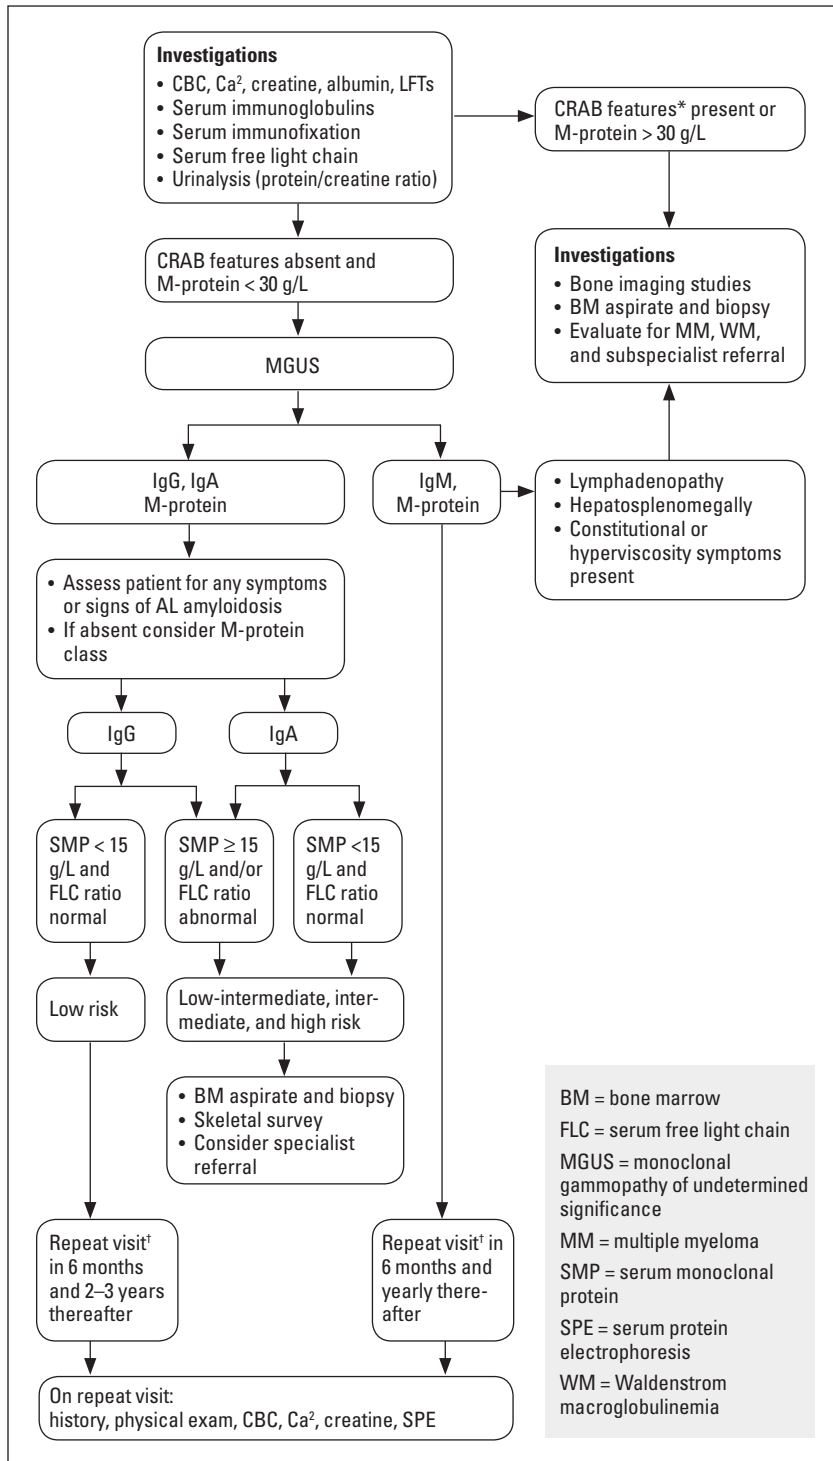 Investigations
• CBC, Ca², creatine, albumin, LFTs
• Serum immunoglobulins
• Serum immunofixation
• Serum free light chain
• Urinalysis (protein/creatine ratio)
CRAB features* present or
M-protein > 30 g/L
CRAB features absent and
M-protein < 30 g/L
Investigations
• Bone imaging studies
• BM aspirate and biopsy
• Evaluate for MM, WM,
and subspecialist referral
MGUS
IgG, IgA
M-protein
IgM,
M-protein
• Lymphadenopathy
• Hepatosplenomegally
• Constitutional or
hyperviscosity symptoms
present
• Assess patient for any symptoms
or signs of AL amyloidosis
• If absent consider M-protein
class
IgG
IgA
SMP < 15
g/L and
FLC ratio
normal
SMP ≥ 15
g/L and/or
FLC ratio
abnormal
SMP <15
g/L and
FLC ratio
normal
Low risk
Low-intermediate, inter-
mediate, and high risk
• BM aspirate and biopsy
• Skeletal survey
• Consider specialist
referral
Repeat visit†
in 6 months
and 2–3 years
thereafter
Repeat visit† in
6 months and
yearly there-
after
On repeat visit:
history, physical exam, CBC, Ca², creatine, SPE
BM = bone marrow
FLC = serum free light chain
MGUS = monoclonal
gammopathy of undetermined
significance
MM = multiple myeloma
SMP = serum monoclonal
protein
SPE = serum protein
electrophoresis
WM = Waldenstrom
macroglobulinemia